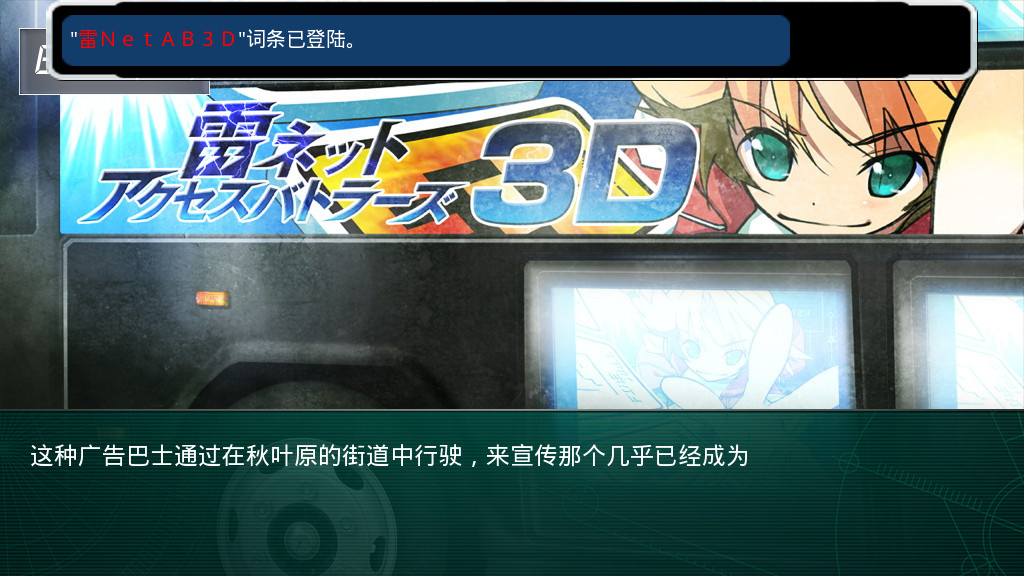 "雷ＮｅｔＡＢ３Ｄ"词条已登陆。
雷ネット
アクセスバトラーズ
3D
这种广告巴士通过在秋叶原的街道中行驶，来宣传那个几乎已经成为